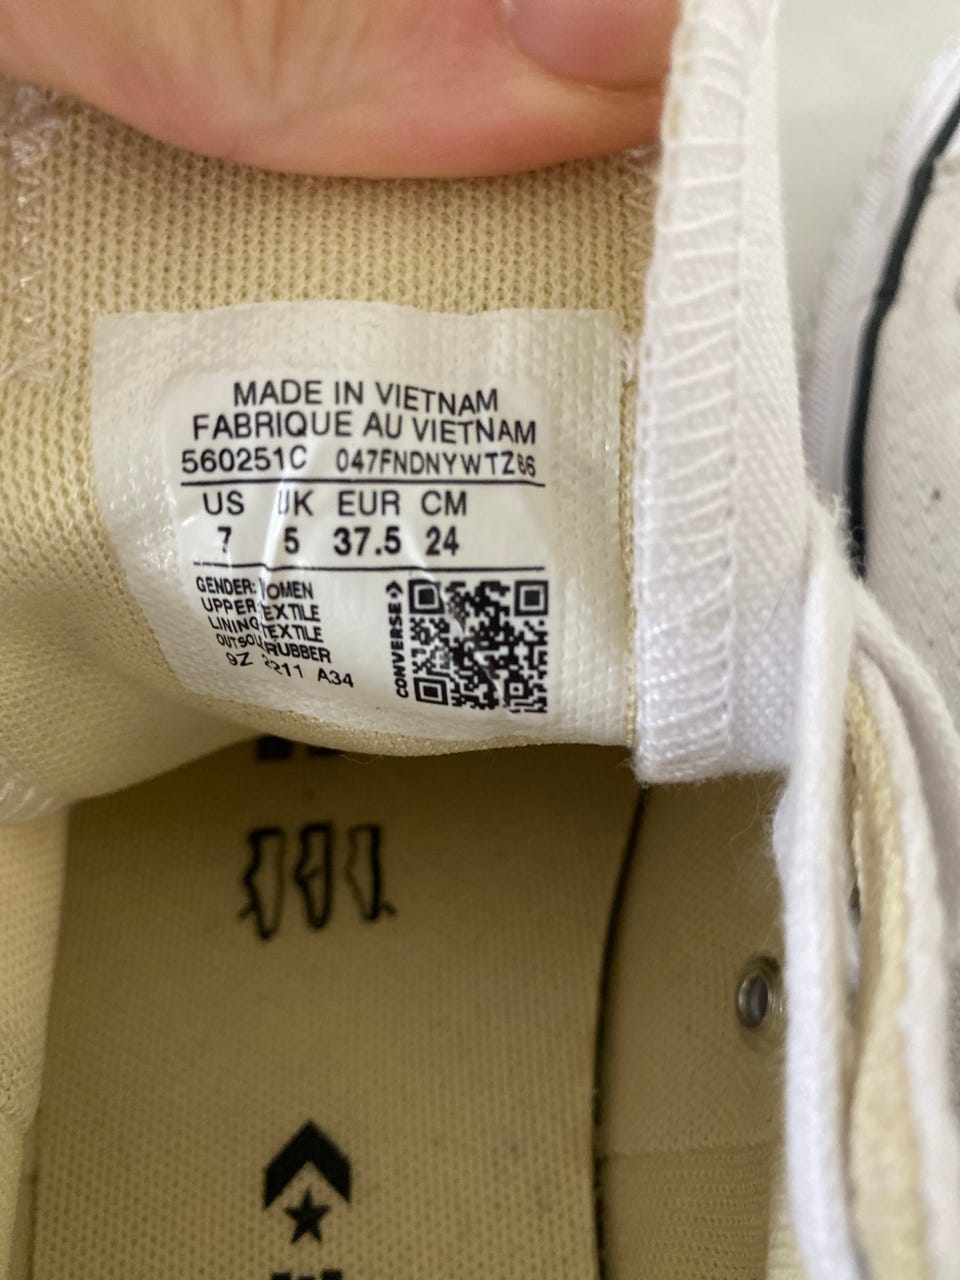 MADE IN VIETNAM
FABRIQUE AU VIETNAM
560251C 047FNDNYWTZ86
US UK EUR CM
7 5 37.5 24
GENDER: WOMEN
UPPER: TEXTILE
LINING TEXTILE
OUTSOL RUBBER
9Z 2211 A34
CONVERSE